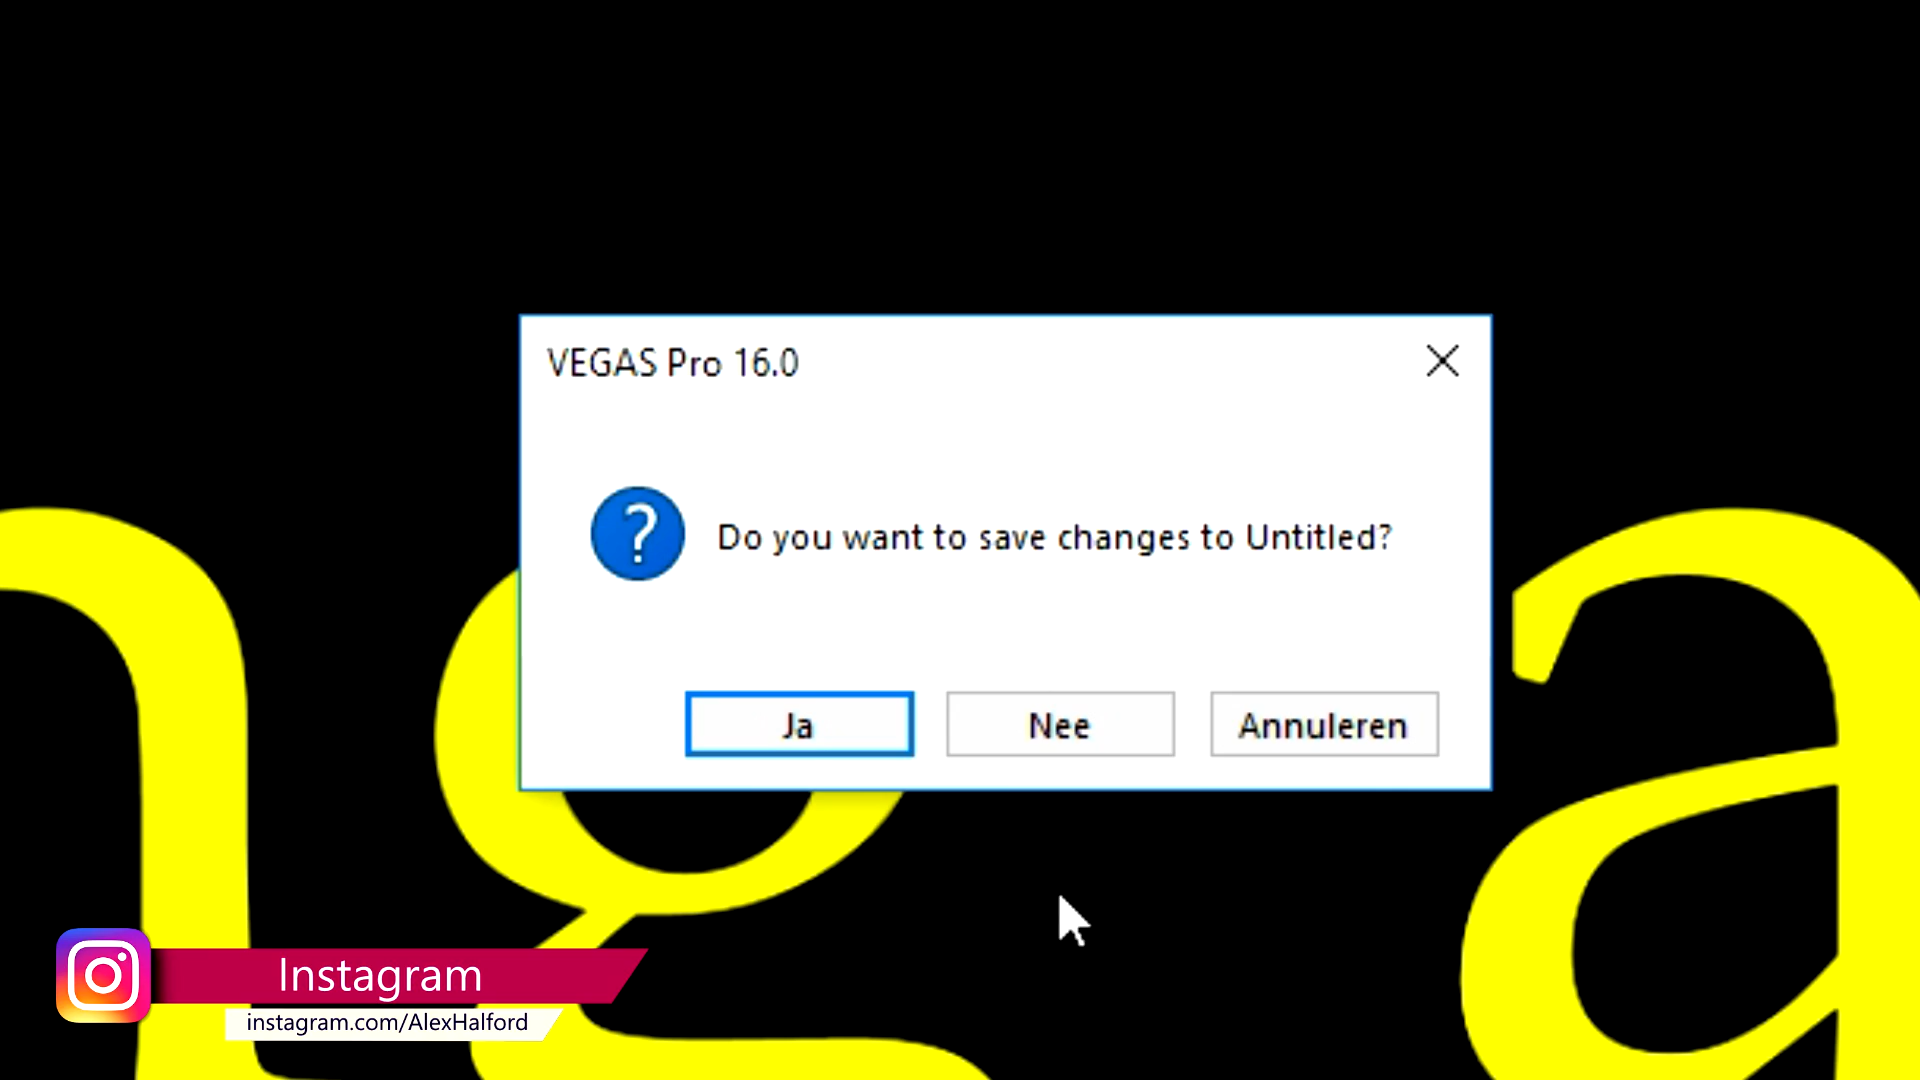 VEGAS Pro 16.0
Do you want to save changes to Untitled?
Ja Nee Annuleren
n g a
Instagram
instagram.com/AlexHalford